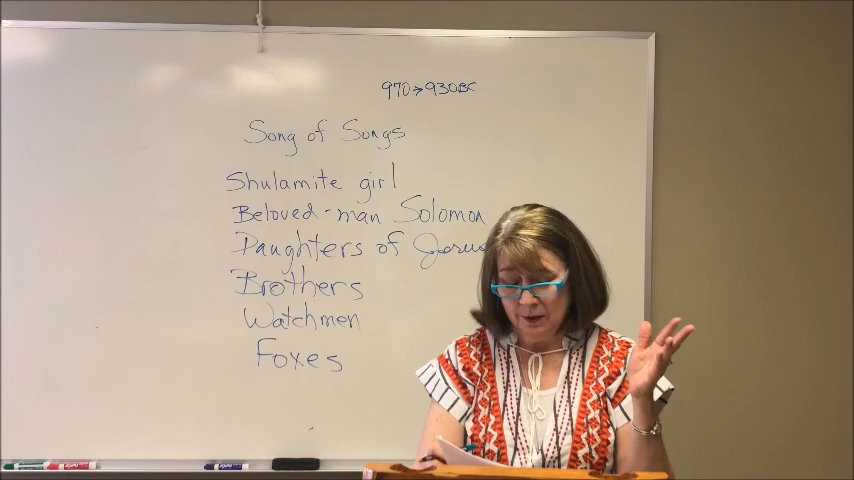 970→930BC
Song of Songs
Shulamite girl
Beloved-man Solomon
Daughters of
Brothers
Watchmen
Foxes